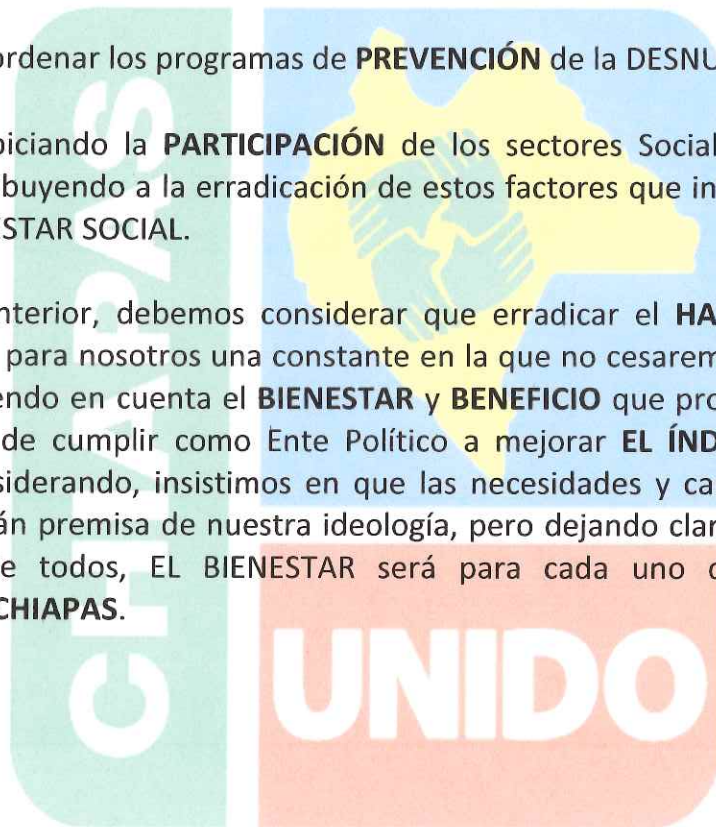 ordenar los programas de PREVENCIÓN de la DESNU
iciando la PARTICIPACIÓN de los sectores Social
ibuyendo a la erradicación de estos factores que in
ESTAR SOCIAL.
nterior, debemos considerar que erradicar el HA
para nosotros una constante en la que no cesarem
endo en cuenta el BIENESTAR y BENEFICIO que pro
de cumplir como Ente Político a mejorar EL ÍND
siderando, insistimos en que las necesidades y ca
án premisa de nuestra ideología, pero dejando clar
e todos, EL BIENESTAR será para cada uno
CHIAPAS.
CHIAPAS
UNIDO